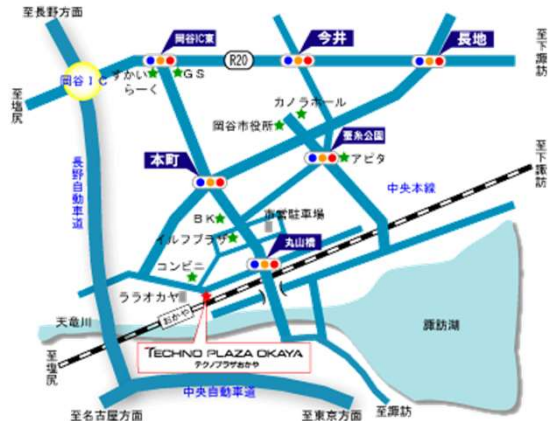 至長野方面
岡谷IC東
今井
長地
R20
至下諏訪
岡谷IC
すかいらーく
GS
至塩尻
カノラホール
岡谷市役所
蚕糸公園
アピタ
本町
長野自動車道
中央本線
至下諏訪
BK
市営駐車場
イルフプラザ
丸山橋
コンビニ
ララオカヤ
天竜川
おかや
諏訪湖
TECHNO PLAZA OKAYA
テクノプラザおかや
至塩尻
中央自動車道
至名古屋方面
至東京方面
至諏訪